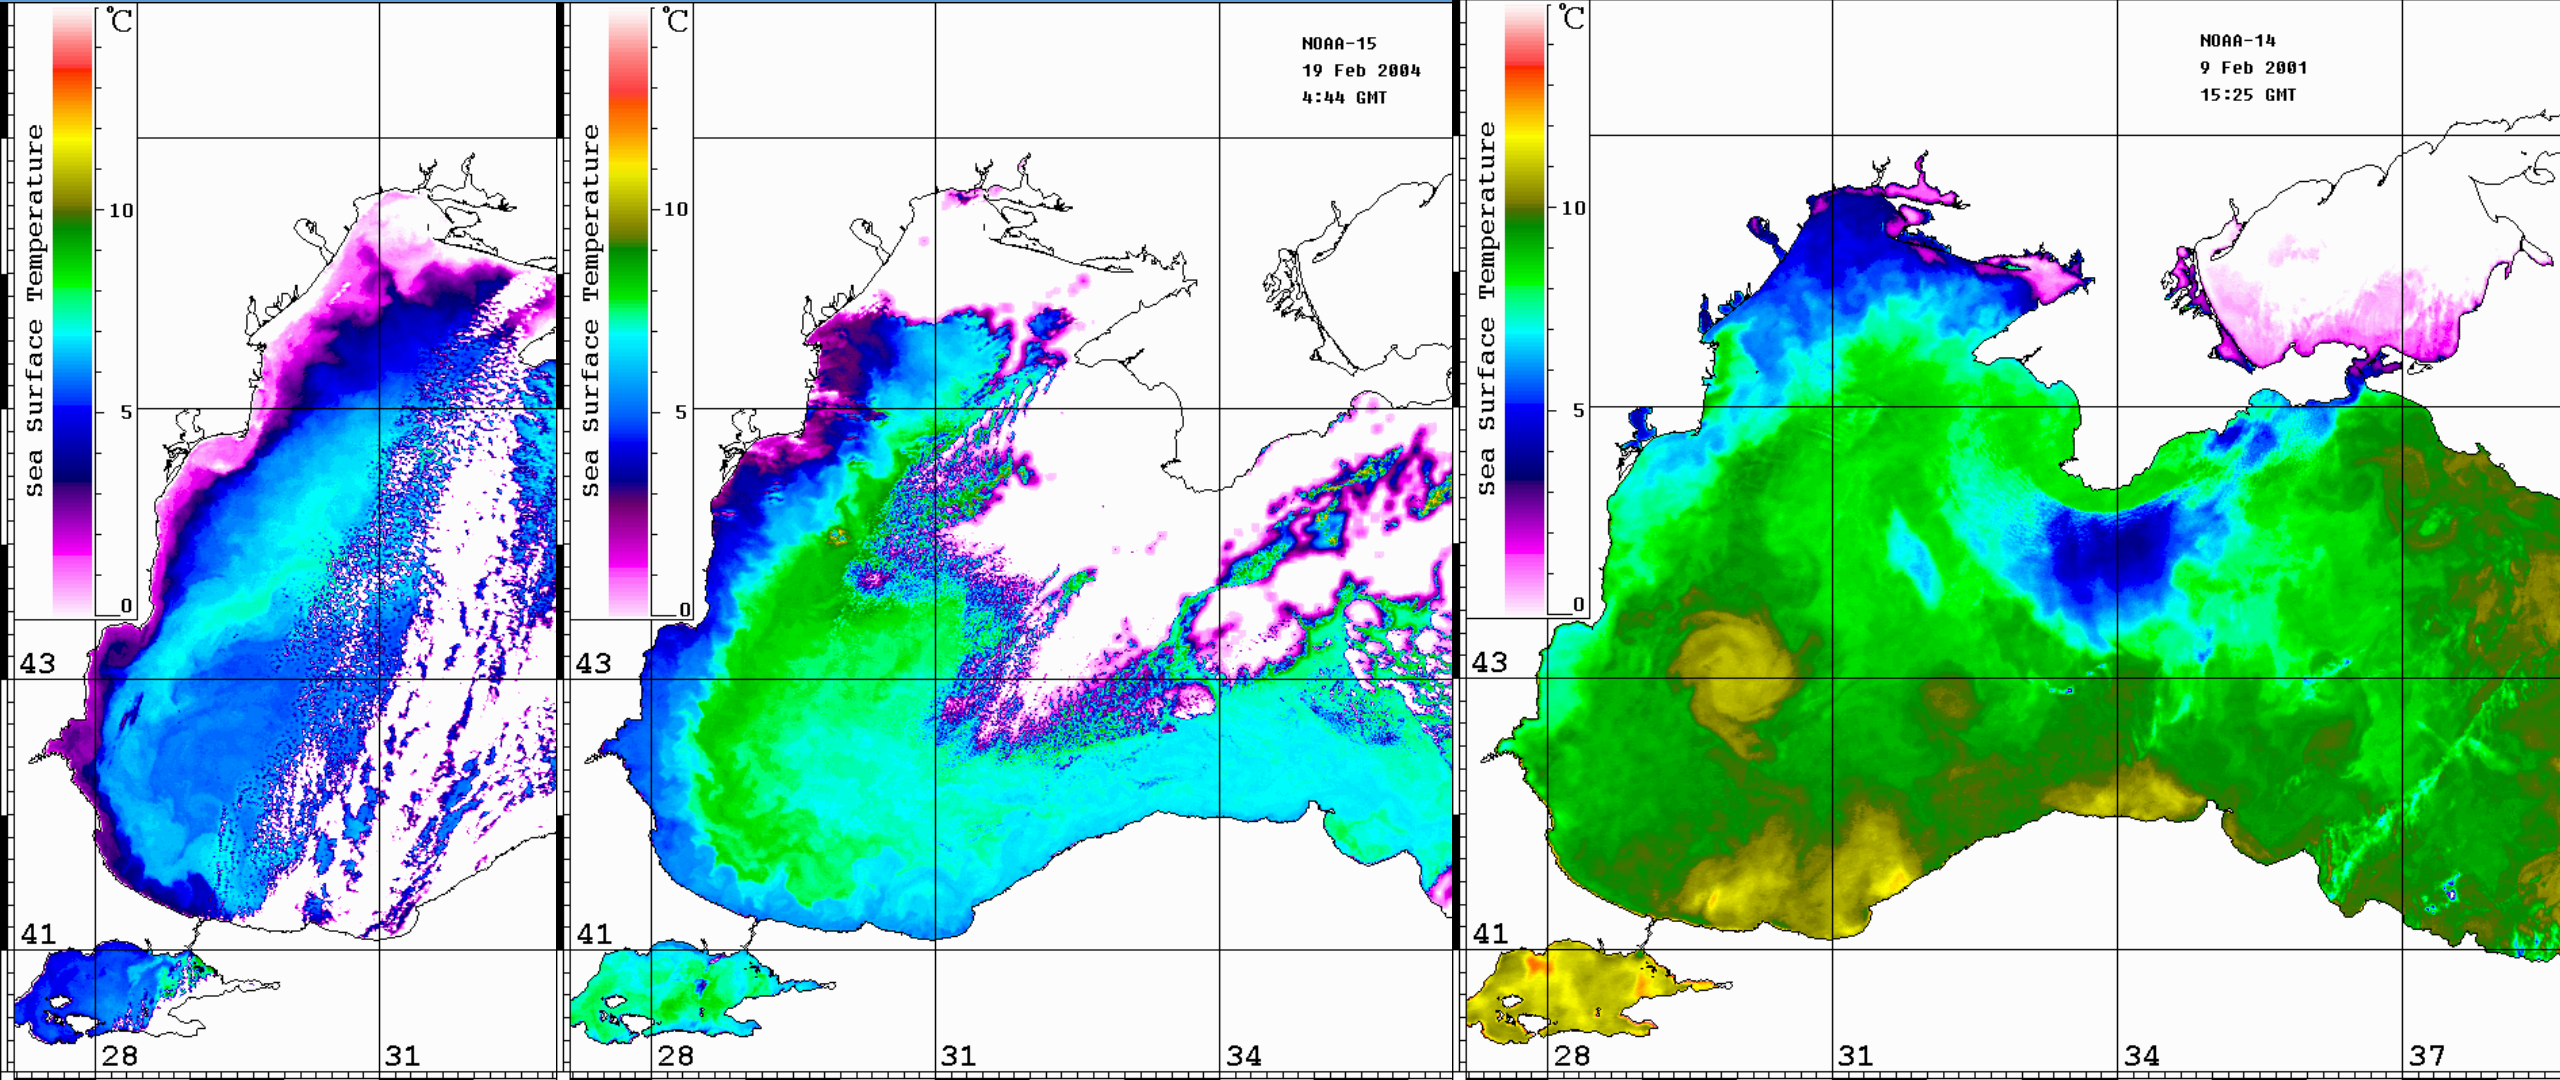 °C
Sea Surface Temperature
10
5
0
43
41
28
31
°C
Sea Surface Temperature
10
5
0
NOAA-15
19 Feb 2004
4:44 GMT
43
41
28
31
34
°C
Sea Surface Temperature
10
5
0
NOAA-14
9 Feb 2001
15:25 GMT
43
41
28
31
34
37